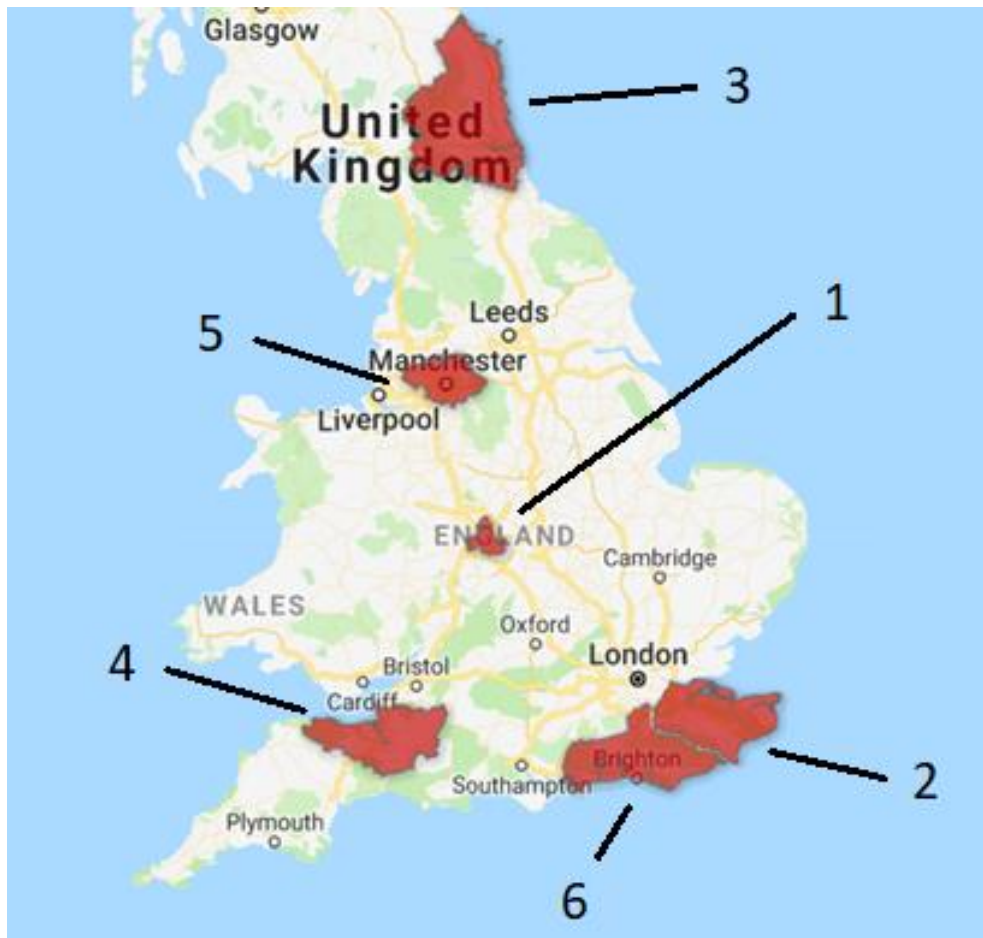 Glasgow
3
United
Kingdom
1
Leeds
5
Manchester
Liverpool
ENGLAND
Cambridge
WALES
Oxford
London
4
Bristol
Cardiff
Brighton
2
Southampton
Plymouth
6